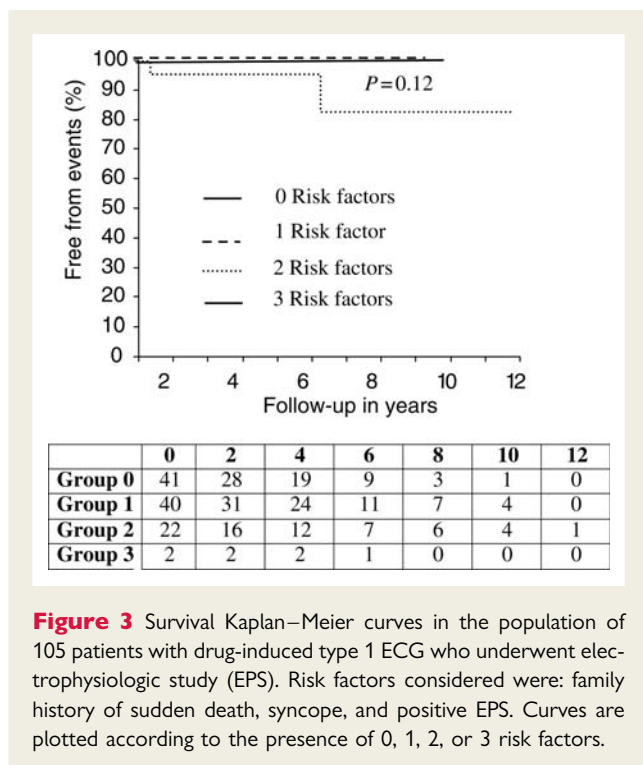 100
90
80
70
60
50
40
30
20
10
0
Free from events (%)
P=0.12
0 Risk factors
1 Risk factor
2 Risk factors
3 Risk factors
2 4 6 8 10 12
Follow-up in years
0 2 4 6 8 10 12
Group 0 41 28 19 9 3 1 0
Group 1 40 31 24 11 7 4 0
Group 2 22 16 12 7 6 4 1
Group 3 2 2 2 1 0 0 0
Figure 3 Survival Kaplan–Meier curves in the population of
105 patients with drug-induced type 1 ECG who underwent elec-
trophysiologic study (EPS). Risk factors considered were: family
history of sudden death, syncope, and positive EPS. Curves are
plotted according to the presence of 0, 1, 2, or 3 risk factors.